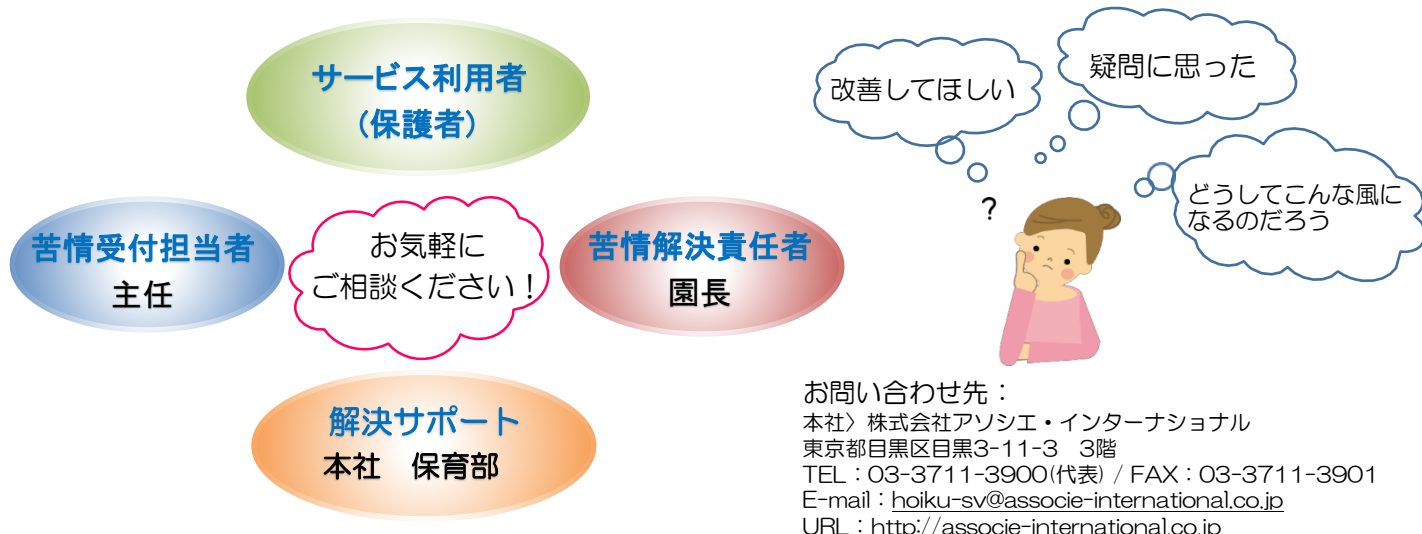 サービス利用者
(保護者)
苦情受付担当者
主任
お気軽に
ご相談ください！
苦情解決責任者
園長
解決サポート
本社　保育部
改善してほしい
疑問に思った
どうしてこんな風に
なるのだろう
?
お問い合わせ先：
本社〉株式会社アソシエ・インターナショナル
東京都目黒区目黒3-11-3　3階
TEL：03-3711-3900(代表) / FAX：03-3711-3901
E-mail：hoiku-sv@associe-international.co.jp
URL：http://associe-international.co.jp